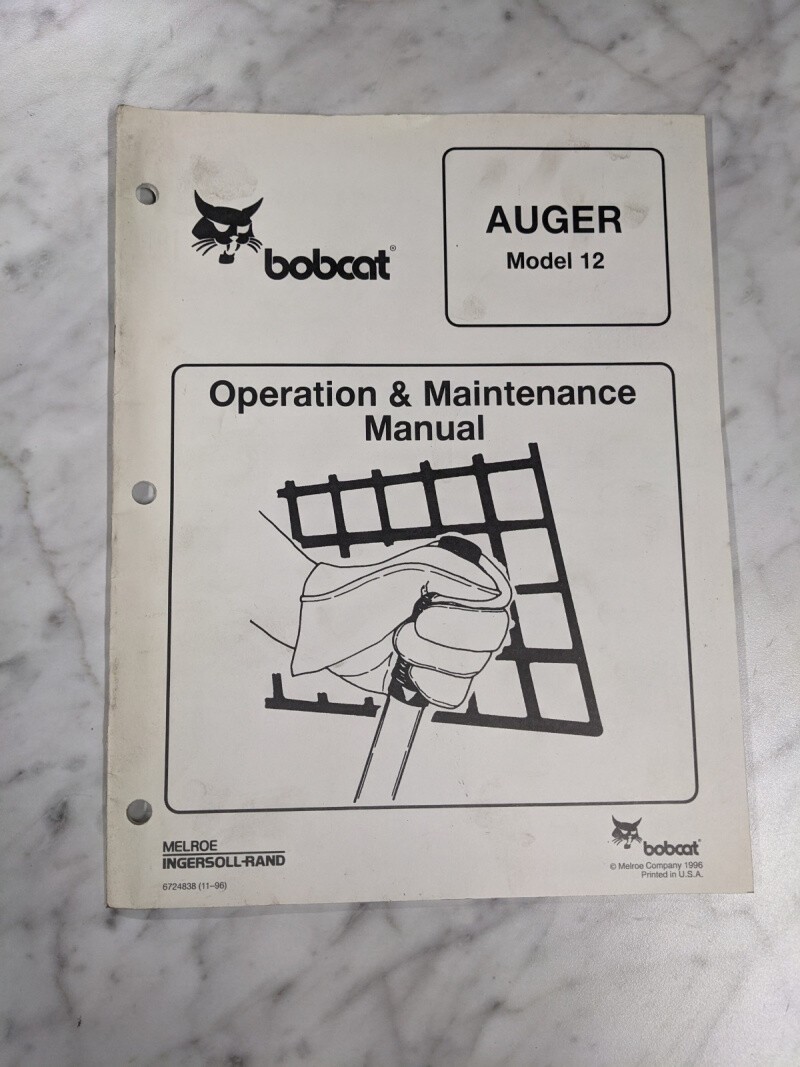 bobcat®
AUGER
Model 12
Operation & Maintenance
Manual
MELROE
INGERSOLL-RAND
6724838 (11–96)
bobcat®
© Melroe Company 1996
Printed in U.S.A.